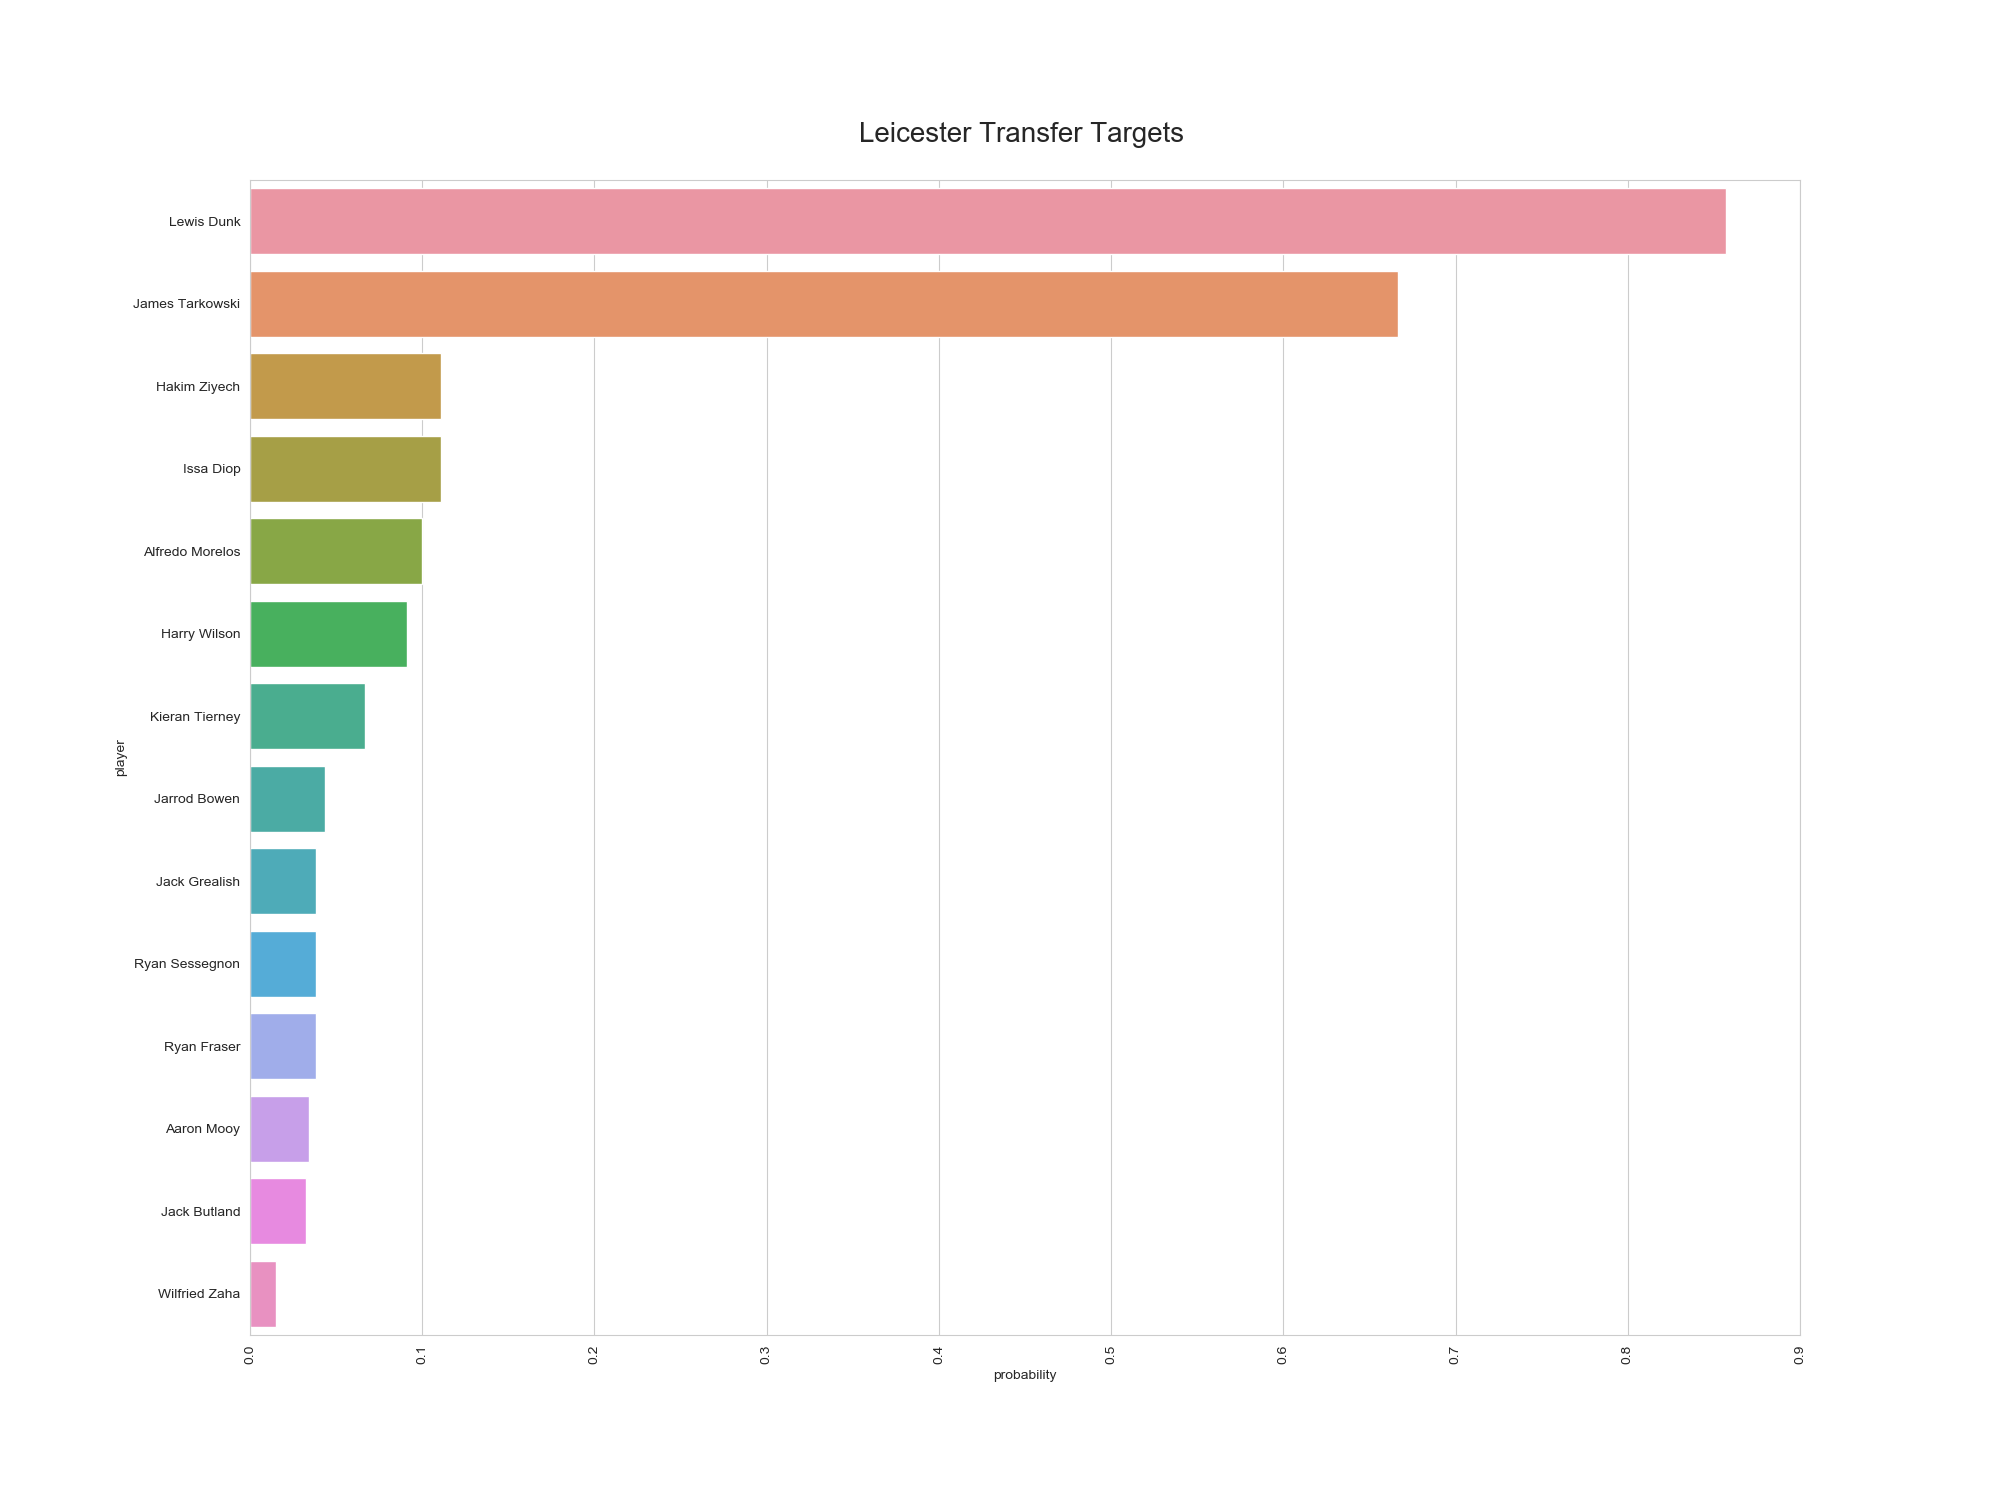 Leicester Transfer Targets
Lewis Dunk
James Tarkowski
Hakim Ziyech
Issa Diop
Alfredo Morelos
Harry Wilson
Kieran Tierney
Jarrod Bowen
Jack Grealish
Ryan Sessegnon
Ryan Fraser
Aaron Mooy
Jack Butland
Wilfried Zaha
player
0.0 0.1 0.2 0.3 0.4 0.5 0.6 0.7 0.8 0.9
probability